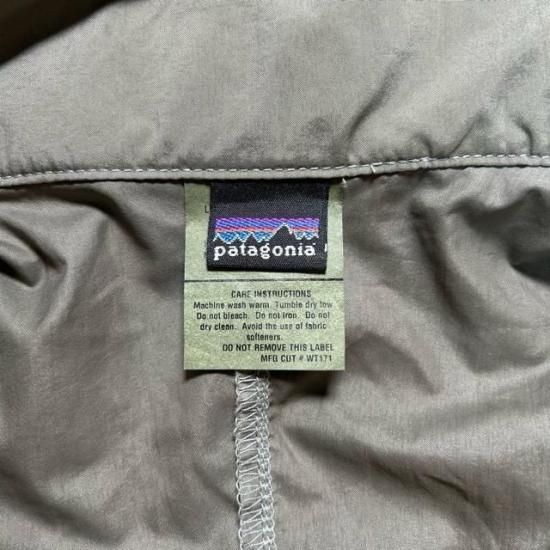 L
patagonia
CARE INSTRUCTIONS
Machine wash warm. Tumble dry low.
Do not bleach. Do not iron. Do not
dry clean. Avoid the use of fabric
softeners.
DO NOT REMOVE THIS LABEL
MFG CUT # WT171